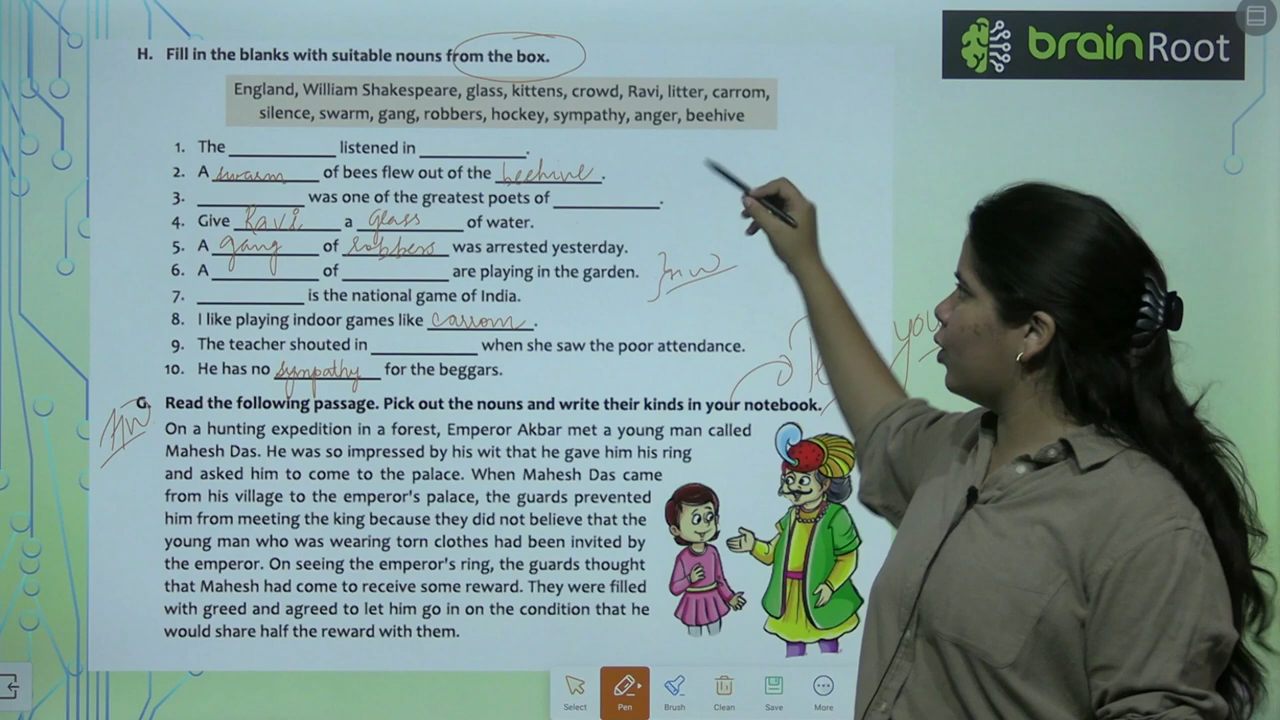 brainRoot
H. Fill in the blanks with suitable nouns from the box.
England, William Shakespeare, glass, kittens, crowd, Ravi, litter, carrom,
silence, swarm, gang, robbers, hockey, sympathy, anger, beehive
1. The ____________ listened in ____________.
2. A swarm of bees flew out of the beehive.
3. ____________ was one of the greatest poets of ____________.
4. Give Ravi a glass of water.
5. A gang of robbers was arrested yesterday.
6. A ____________ of ____________ are playing in the garden. HW
7. ____________ is the national game of India.
8. I like playing indoor games like carrom.
9. The teacher shouted in ____________ when she saw the poor attendance.
10. He has no sympathy for the beggars.
you
HW
G. Read the following passage. Pick out the nouns and write their kinds in your notebook.
On a hunting expedition in a forest, Emperor Akbar met a young man called
Mahesh Das. He was so impressed by his wit that he gave him his ring
and asked him to come to the palace. When Mahesh Das came
from his village to the emperor's palace, the guards prevented
him from meeting the king because they did not believe that the
young man who was wearing torn clothes had been invited by
the emperor. On seeing the emperor's ring, the guards thought
that Mahesh had come to receive some reward. They were filled
with greed and agreed to let him go in on the condition that he
would share half the reward with them.
Select Pen Brush Clean Save More